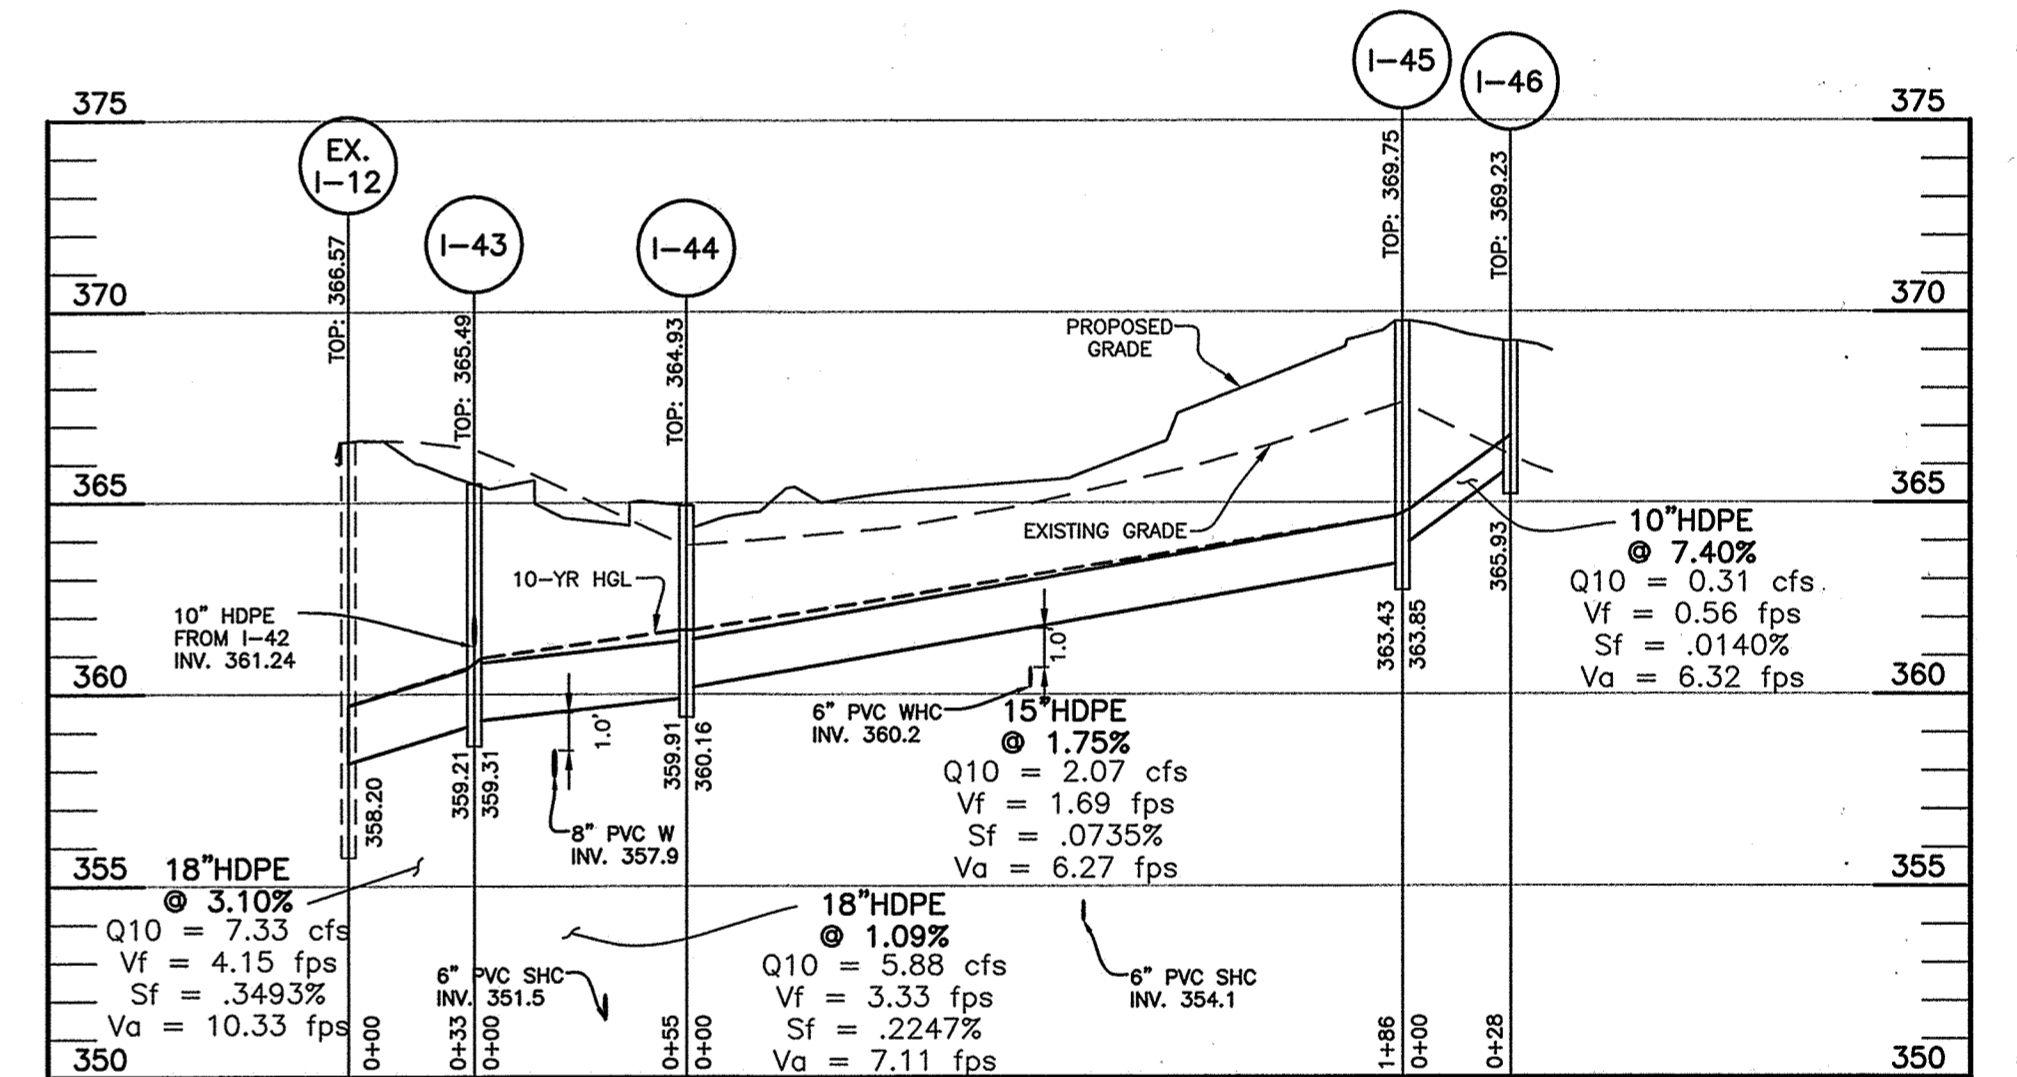 I-45
I-46
375
375
EX.
I-12
I-43
I-44
TOP: 366.57
TOP: 365.49
TOP: 364.93
TOP: 369.75
TOP: 369.23
370
370
PROPOSED
GRADE
365
365
EXISTING GRADE
10"HDPE
@ 7.40%
Q10 = 0.31 cfs
Vf = 0.56 fps
Sf = .0140%
Va = 6.32 fps
365.93
10-YR HGL
10" HDPE
FROM I-42
INV. 361.24
363.43
363.85
360
360
1.0'
1.0'
6" PVC WHC
INV. 360.2
15"HDPE
@ 1.75%
Q10 = 2.07 cfs
Vf = 1.69 fps
Sf = .0735%
Va = 6.27 fps
358.20
359.21
359.31
359.91
360.16
8" PVC W
INV. 357.9
355
355
18"HDPE
@ 3.10%
Q10 = 7.33 cfs
Vf = 4.15 fps
Sf = .3493%
Va = 10.33 fps
18"HDPE
@ 1.09%
Q10 = 5.88 cfs
Vf = 3.33 fps
Sf = .2247%
Va = 7.11 fps
6" PVC SHC
INV. 351.5
6" PVC SHC
INV. 354.1
350
350
0+00
0+33
0+00
0+55
0+00
1+86
0+00
0+28